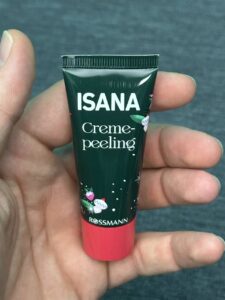 ISANA
Creme-
peeling
ROSSMANN